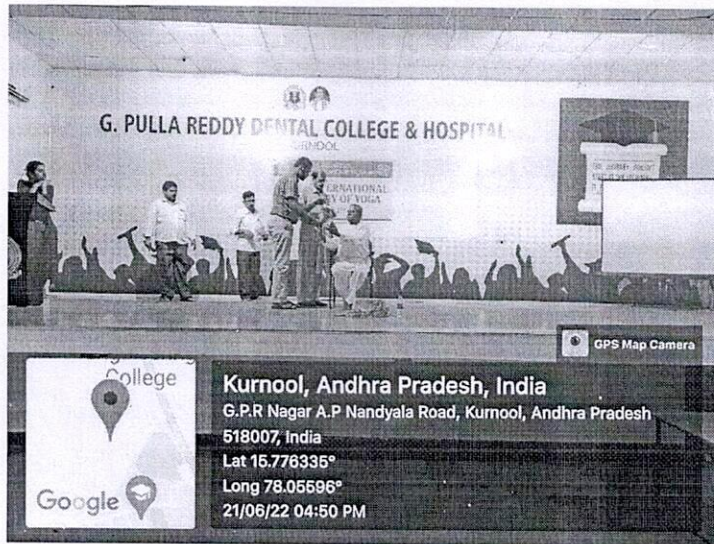 G. PULLA REDDY DENTAL COLLEGE & HOSPITAL
KURNOOL
INTERNATIONAL
DAY OF YOGA
GPS Map Camera
College
Google
Kurnool, Andhra Pradesh, India
G.P.R Nagar A.P Nandyala Road, Kurnool, Andhra Pradesh
518007, India
Lat 15.776335°
Long 78.05596°
21/06/22 04:50 PM